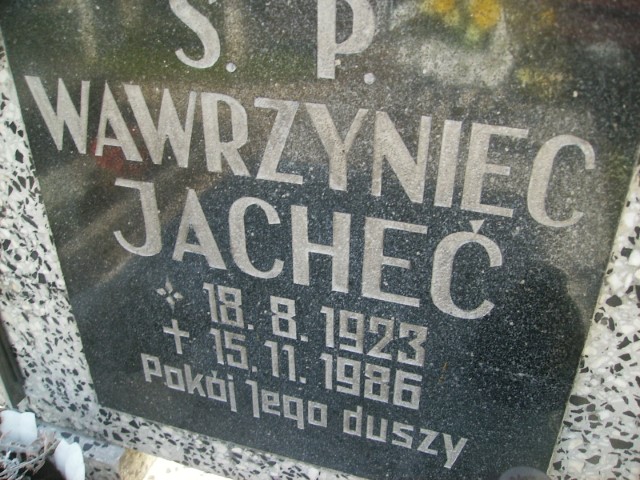 Ś. P.
WAWRZYNIEC
JACHEĆ
18. 8. 1923
+ 15. 11. 1986
Pokój Jego duszy